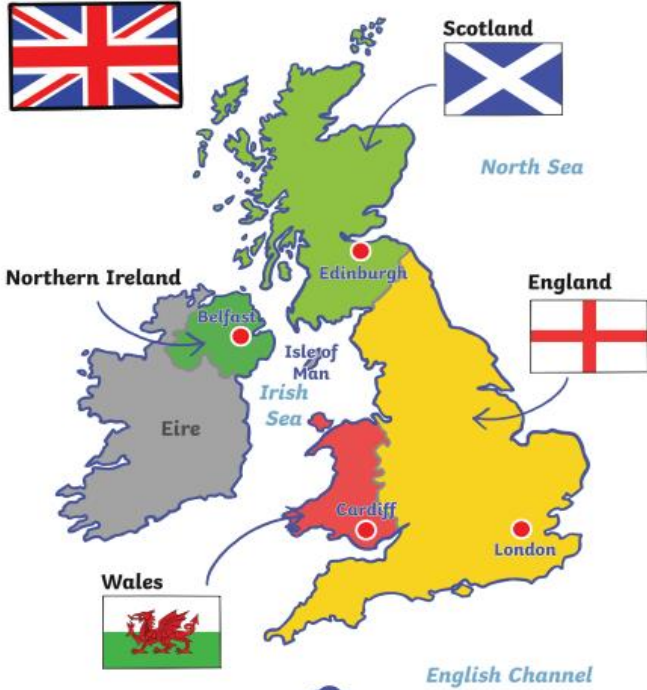 Scotland
North Sea
Edinburgh
Northern Ireland
England
Belfast
Isle of
Man
Irish
Sea
Eire
Cardiff
London
Wales
English Channel